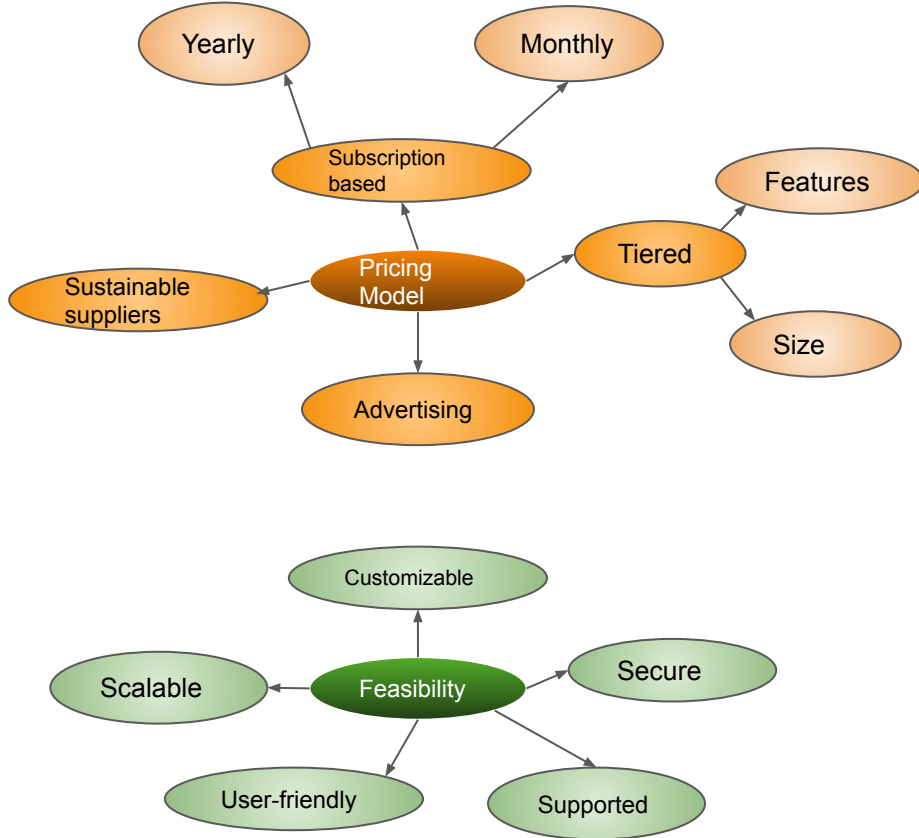 Yearly
Monthly
Subscription
based
Features
Tiered
Pricing
Model
Sustainable
suppliers
Size
Advertising
Customizable
Secure
Scalable
Feasibility
User-friendly
Supported